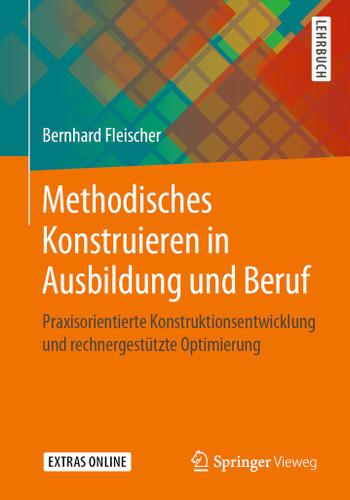 LEHRBUCH
Bernhard Fleischer
Methodisches
Konstruieren in
Ausbildung und Beruf
Praxisorientierte Konstruktionsentwicklung
und rechnergestützte Optimierung
EXTRAS ONLINE
Springer Vieweg